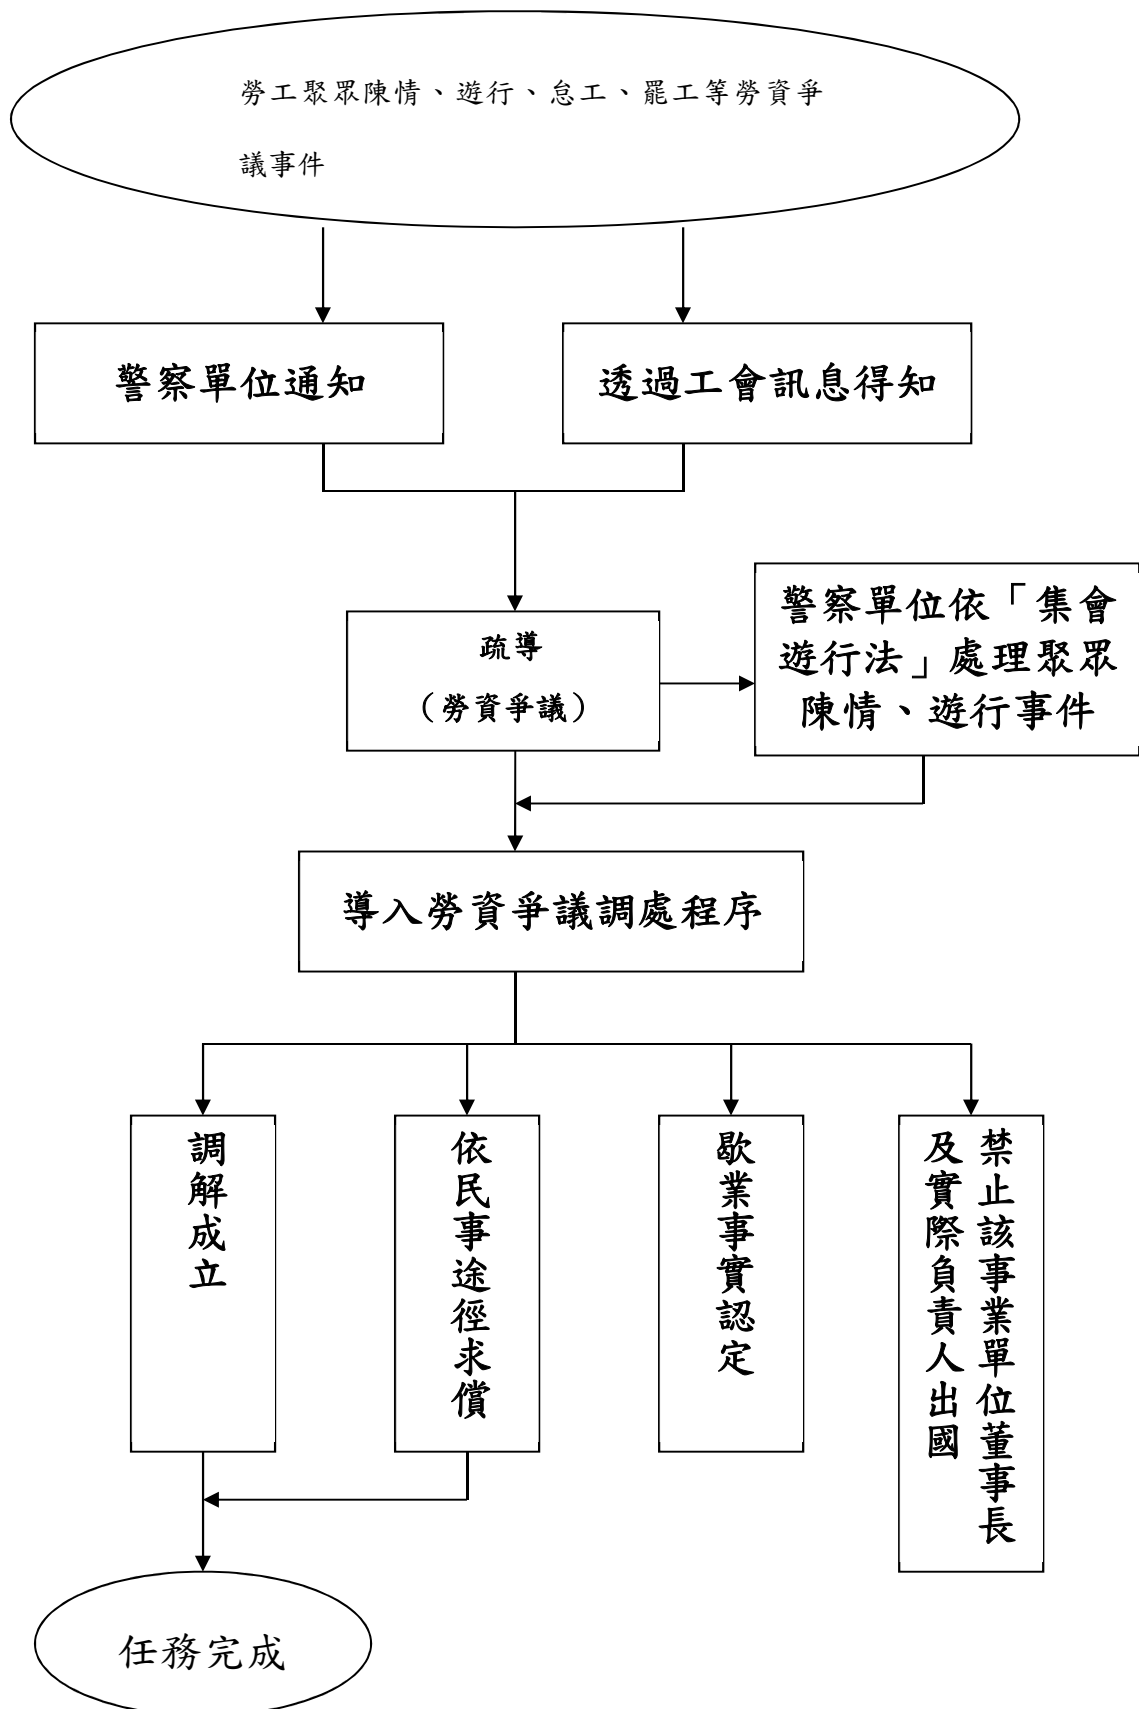 勞工聚眾陳情、遊行、怠工、罷工等勞資爭
議事件
警察單位通知
透過工會訊息得知
疏導
（勞資爭議）
警察單位依「集會
遊行法」處理聚眾
陳情、遊行事件
導入勞資爭議調處程序
調解成立
依民事途徑求償
歇業事實認定
禁止該事業單位董事長
及實際負責人出國
任務完成